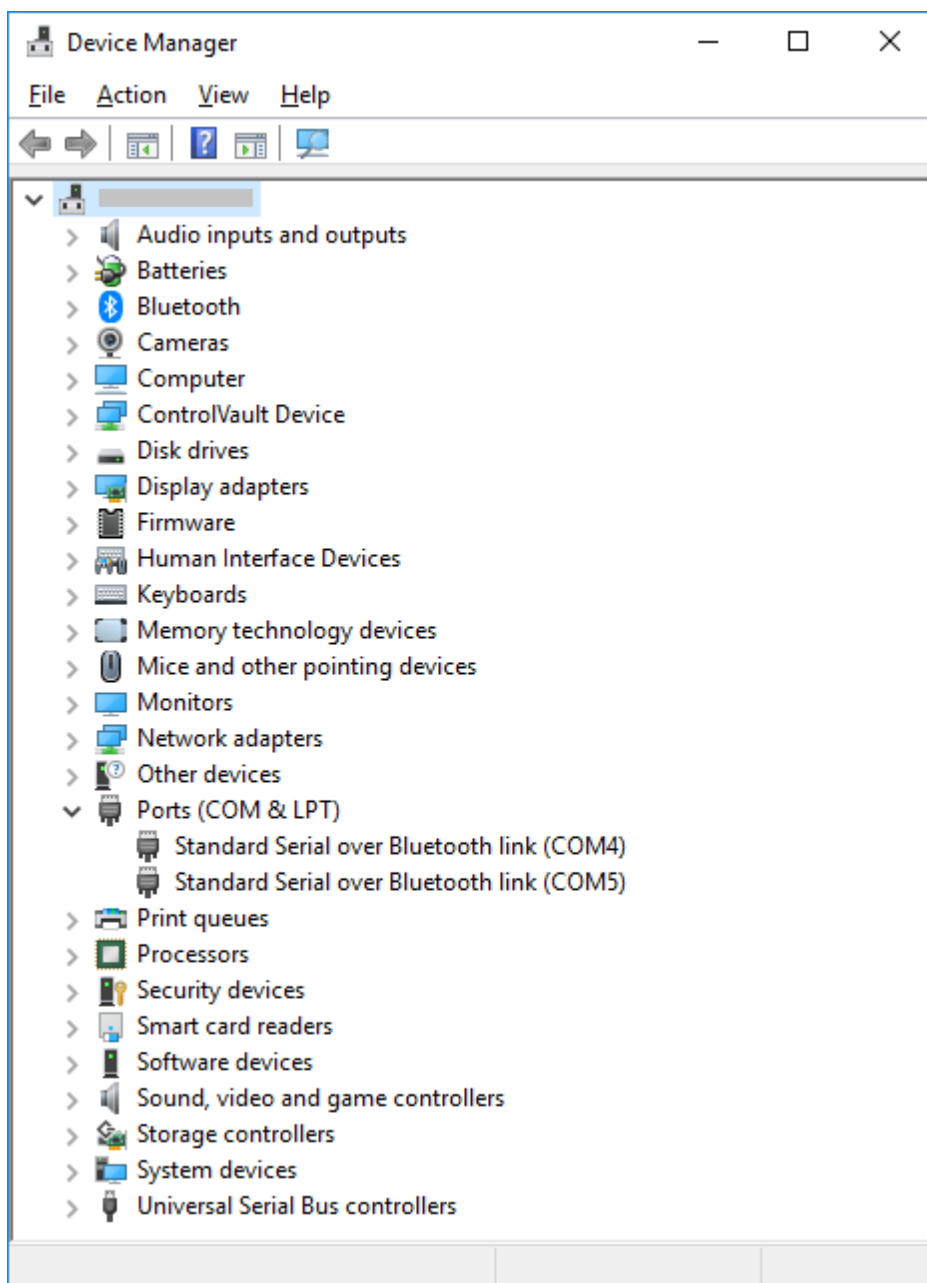 Device Manager
File Action View Help
Audio inputs and outputs
Batteries
Bluetooth
Cameras
Computer
ControlVault Device
Disk drives
Display adapters
Firmware
Human Interface Devices
Keyboards
Memory technology devices
Mice and other pointing devices
Monitors
Network adapters
Other devices
Ports (COM & LPT)
Standard Serial over Bluetooth link (COM4)
Standard Serial over Bluetooth link (COM5)
Print queues
Processors
Security devices
Smart card readers
Software devices
Sound, video and game controllers
Storage controllers
System devices
Universal Serial Bus controllers